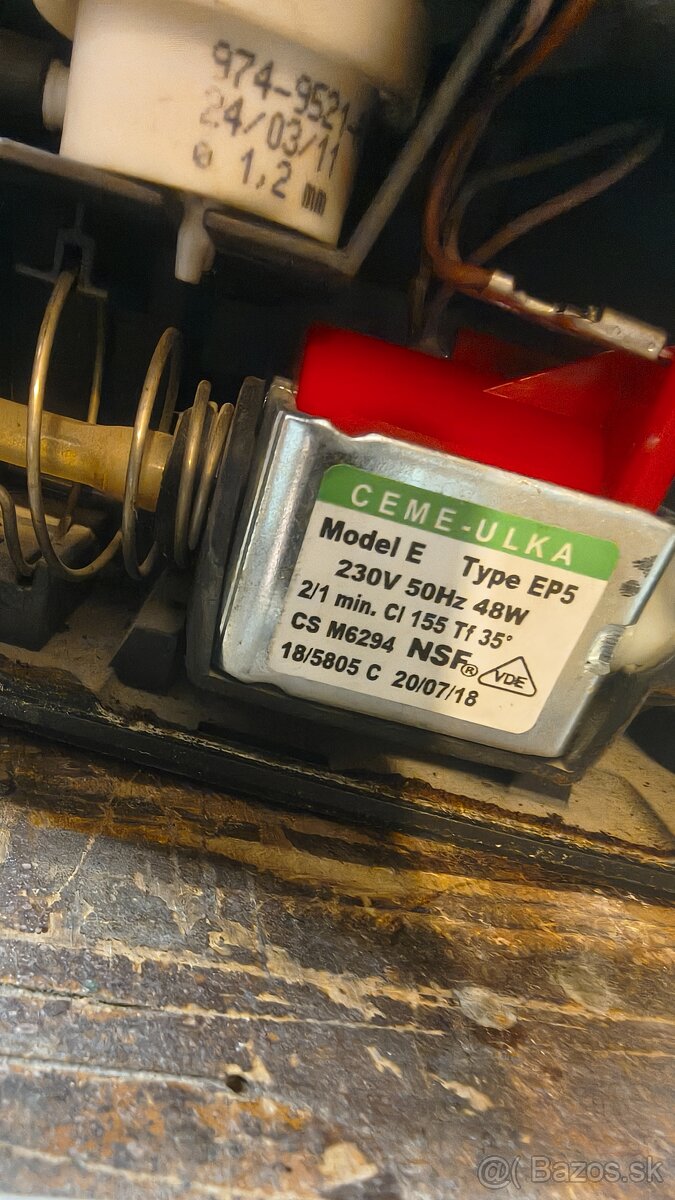 974-9521-
24/03/11
ø 1,2 mm
CEME-ULKA
Model E Type EP5
230V 50Hz 48W
2/1 min. Cl 155 Tf 35°
CS M6294 NSF® VDE
18/5805 C 20/07/18
@( Bazos.sk